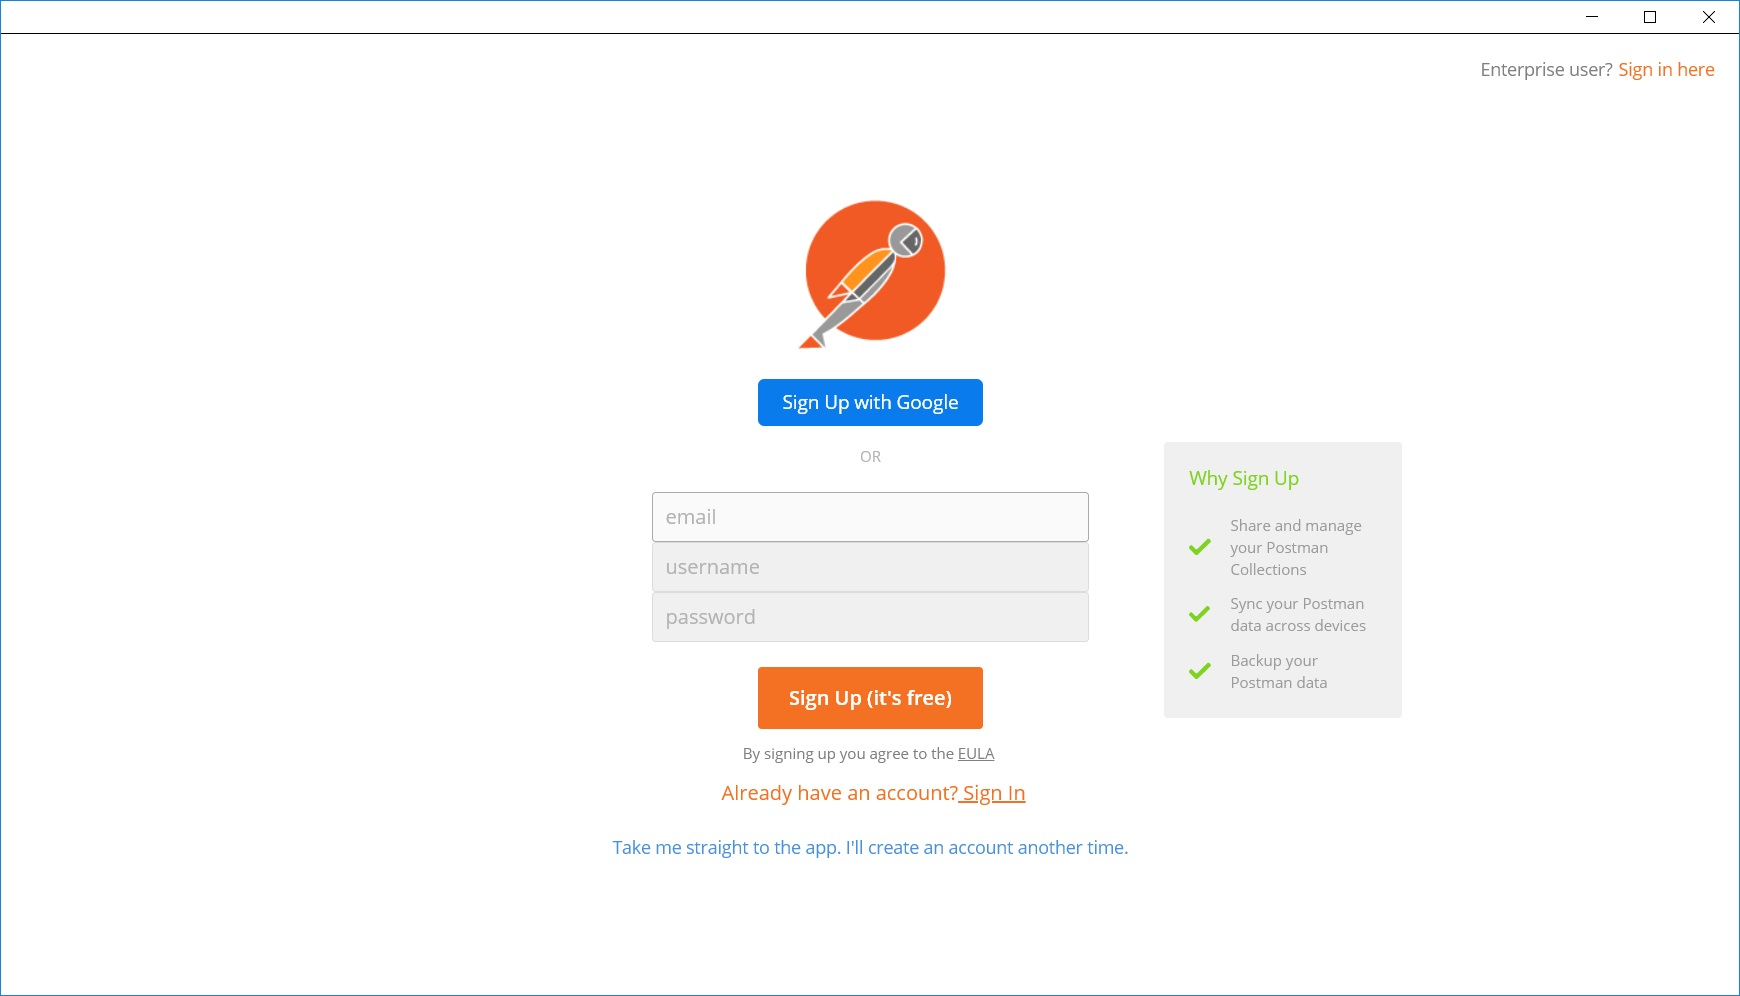 Enterprise user? Sign in here
Sign Up with Google
OR
email
username
password
Sign Up (it's free)
By signing up you agree to the EULA
Already have an account? Sign In
Take me straight to the app. I'll create an account another time.
Why Sign Up
Share and manage
your Postman
Collections
Sync your Postman
data across devices
Backup your
Postman data